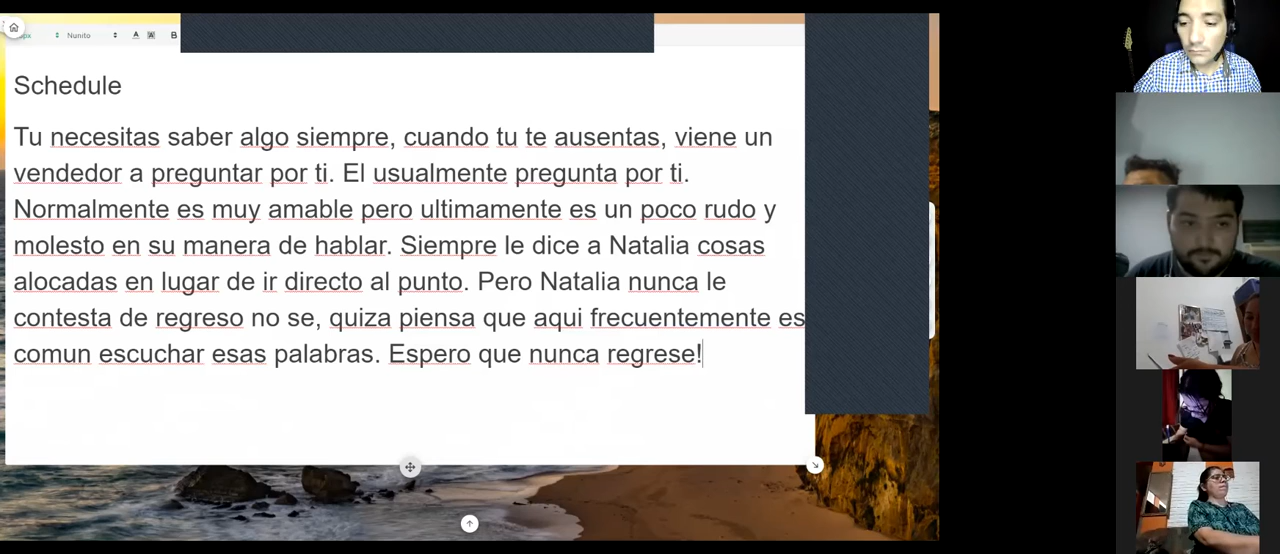 Nunito
B
Schedule
Tu necesitas saber algo siempre, cuando tu te ausentas, viene un
vendedor a preguntar por ti. El usualmente pregunta por ti.
Normalmente es muy amable pero ultimamente es un poco rudo y
molesto en su manera de hablar. Siempre le dice a Natalia cosas
alocadas en lugar de ir directo al punto. Pero Natalia nunca le
contesta de regreso no se, quiza piensa que aqui frecuentemente es
comun escuchar esas palabras. Espero que nunca regrese!